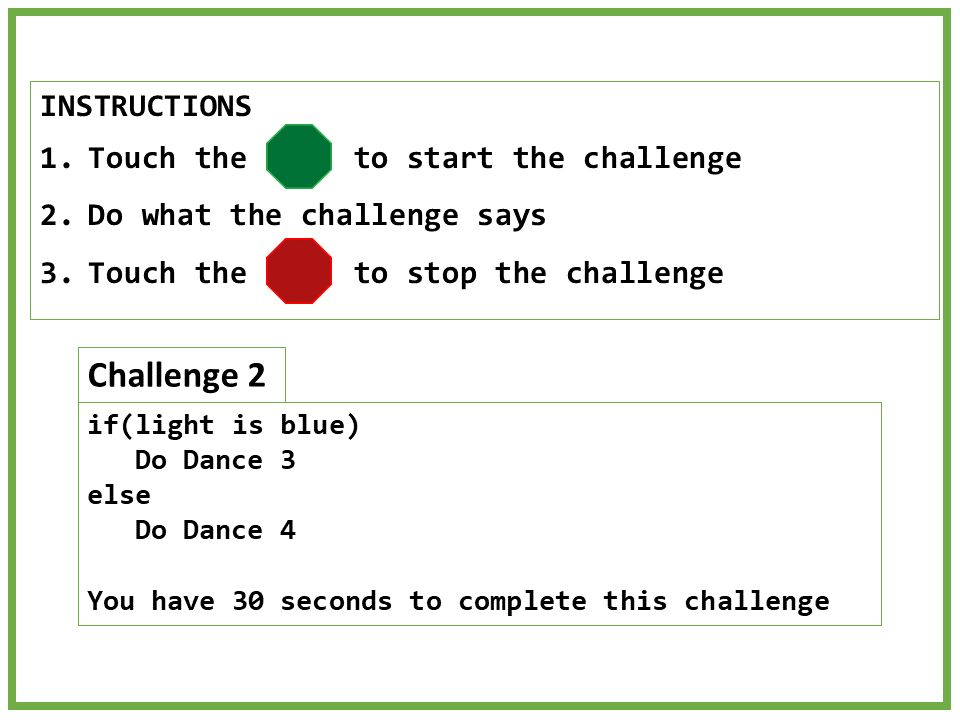 INSTRUCTIONS
1. Touch the to start the challenge
2. Do what the challenge says
3. Touch the to stop the challenge
Challenge 2
if(light is blue)
Do Dance 3
else
Do Dance 4
You have 30 seconds to complete this challenge